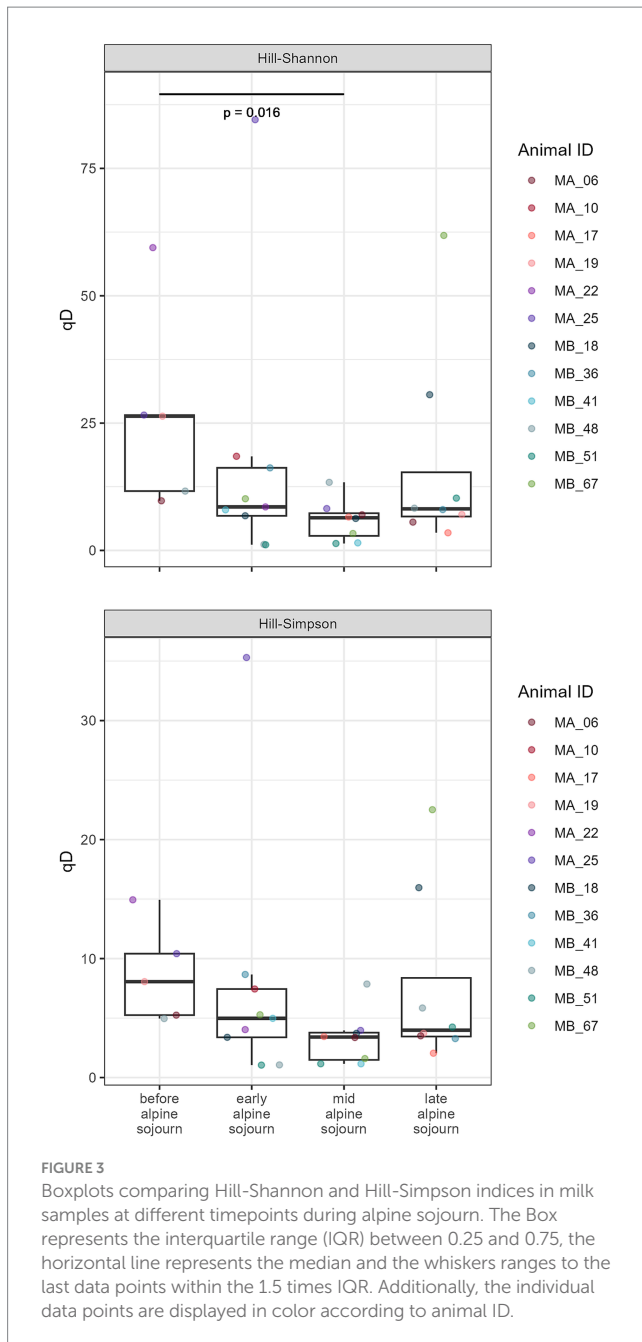 Hill-Shannon
p = 0.016
75
50
25
0
qD
Animal ID
MA_06
MA_10
MA_17
MA_19
MA_22
MA_25
MB_18
MB_36
MB_41
MB_48
MB_51
MB_67
Hill-Simpson
30
20
10
0
qD
before
alpine
sojourn
early
alpine
sojourn
mid
alpine
sojourn
late
alpine
sojourn
Animal ID
MA_06
MA_10
MA_17
MA_19
MA_22
MA_25
MB_18
MB_36
MB_41
MB_48
MB_51
MB_67
FIGURE 3
Boxplots comparing Hill-Shannon and Hill-Simpson indices in milk
samples at different timepoints during alpine sojourn. The Box
represents the interquartile range (IQR) between 0.25 and 0.75, the
horizontal line represents the median and the whiskers ranges to the
last data points within the 1.5 times IQR. Additionally, the individual
data points are displayed in color according to animal ID.